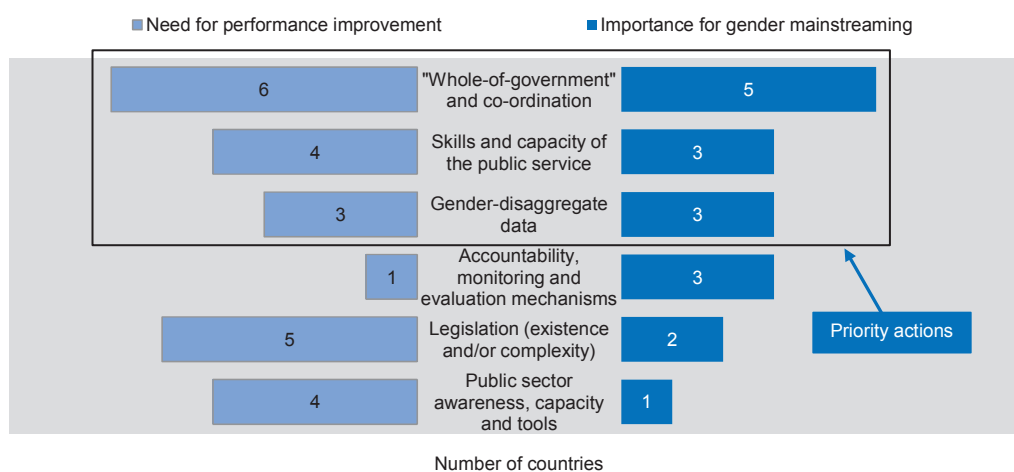 Need for performance improvement
Importance for gender mainstreaming
6
"Whole-of-government"
and co-ordination
5
4
Skills and capacity of
the public service
3
3
Gender-disaggregate
data
3
1
Accountability,
monitoring and
evaluation mechanisms
3
5
Legislation (existence
and/or complexity)
2
Priority actions
4
Public sector
awareness, capacity
and tools
1
Number of countries